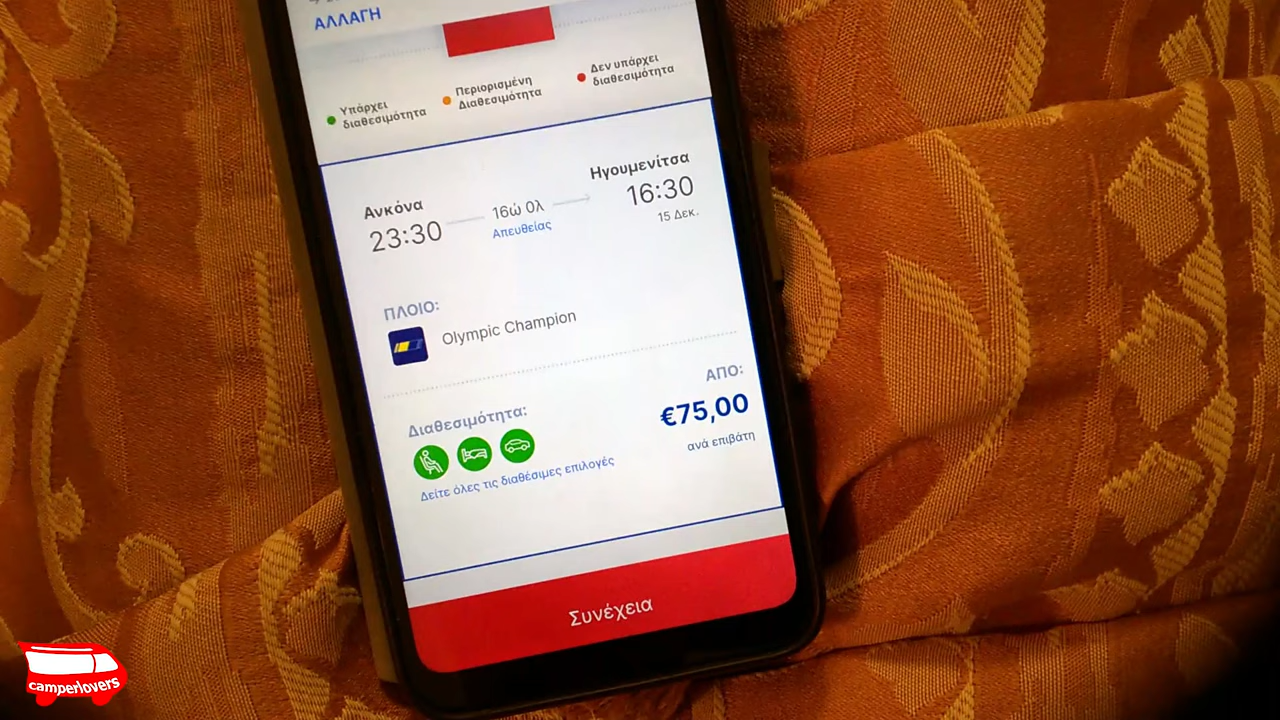 ΑΛΛΑΓΗ
Υπάρχει
διαθεσιμότητα
Περιορισμένη
Διαθεσιμότητα
Δεν υπάρχει
διαθεσιμότητα
Ανκόνα
23:30
16ώ 0λ
Απευθείας
Ηγουμενίτσα
16:30
15 Δεκ.
ΠΛΟΙΟ:
Olympic Champion
Διαθεσιμότητα:
Δείτε όλες τις διαθέσιμες επιλογές
ΑΠΟ:
€75,00
ανά επιβάτη
Συνέχεια
camperlovers